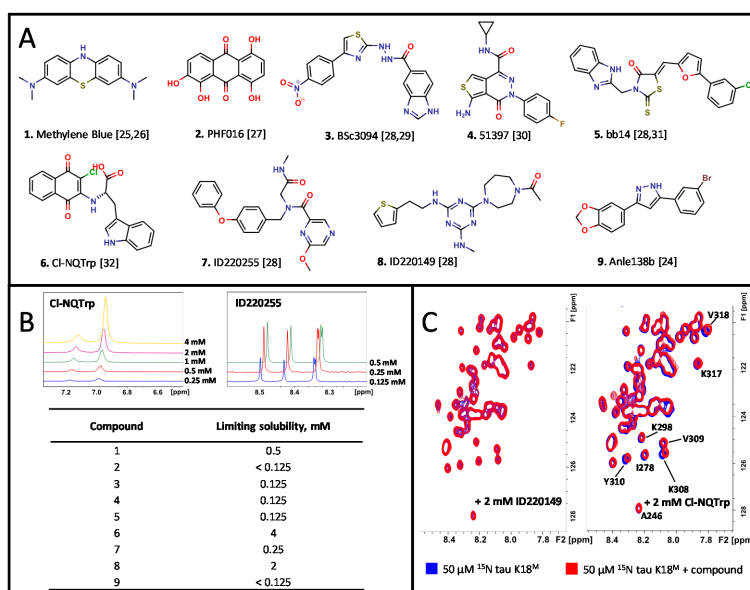 A
1. Methylene Blue [25,26]
2. PHF016 [27]
3. BSc3094 [28,29]
4. 51397 [30]
5. bb14 [28,31]
6. Cl-NQTrp [32]
7. ID220255 [28]
8. ID220149 [28]
9. Anle138b [24]
B
Cl-NQTrp
4 mM
2 mM
1 mM
0.5 mM
0.25 mM
7.2 7.0 6.8 [ppm]
ID220255
0.5 mM
0.25 mM
0.125 mM
8.5 8.4 8.3 [ppm]
Compound Limiting solubility, mM
1 0.5
2 < 0.125
3 0.125
4 0.125
5 0.125
6 4
7 0.25
8 2
9 < 0.125
C
F1 [ppm]
122
124
126
128
+ 2 mM ID220149
8.4 8.2 8.0 7.8 F2 [ppm]
V318
K317
K298
V309
I278
Y310
K308
+ 2 mM Cl-NQTrp
A246
F1 [ppm]
122
124
126
128
8.4 8.2 8.0 7.8 F2 [ppm]
50 µM ¹⁵N tau K18ᴹ
50 µM ¹⁵N tau K18ᴹ + compound